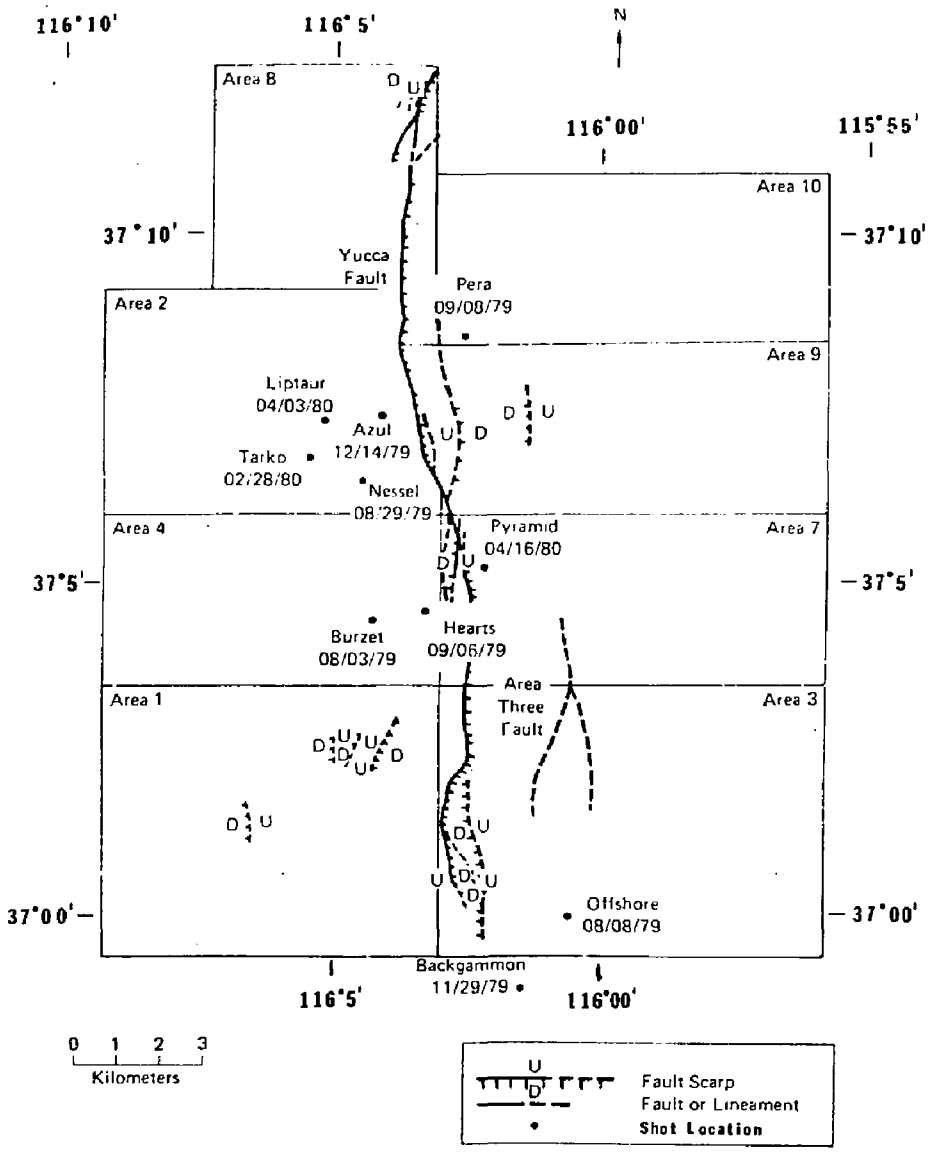 116°10'
116°5'
N
116°00'
115°55'
Area 8
D
U
Area 10
37°10'
37°10'
Yucca
Fault
Pera
09/08/79
Area 2
Area 9
Liptaur
04/03/80
Azul
12/14/79
U
D
D
U
Tarko
02/28/80
Nessel
08/29/79
Area 4
Pyramid
04/16/80
Area 7
D
U
37°5'
37°5'
Burzet
08/03/79
Hearts
09/06/79
Area 1
Area
Three
Fault
Area 3
D
U
D
U
U
D
D
U
D
U
U
D
D
U
Offshore
08/08/79
37°00'
37°00'
Backgammon
11/29/79
116°5'
116°00'
0 1 2 3
Kilometers
U
D
Fault Scarp
Fault or Lineament
Shot Location